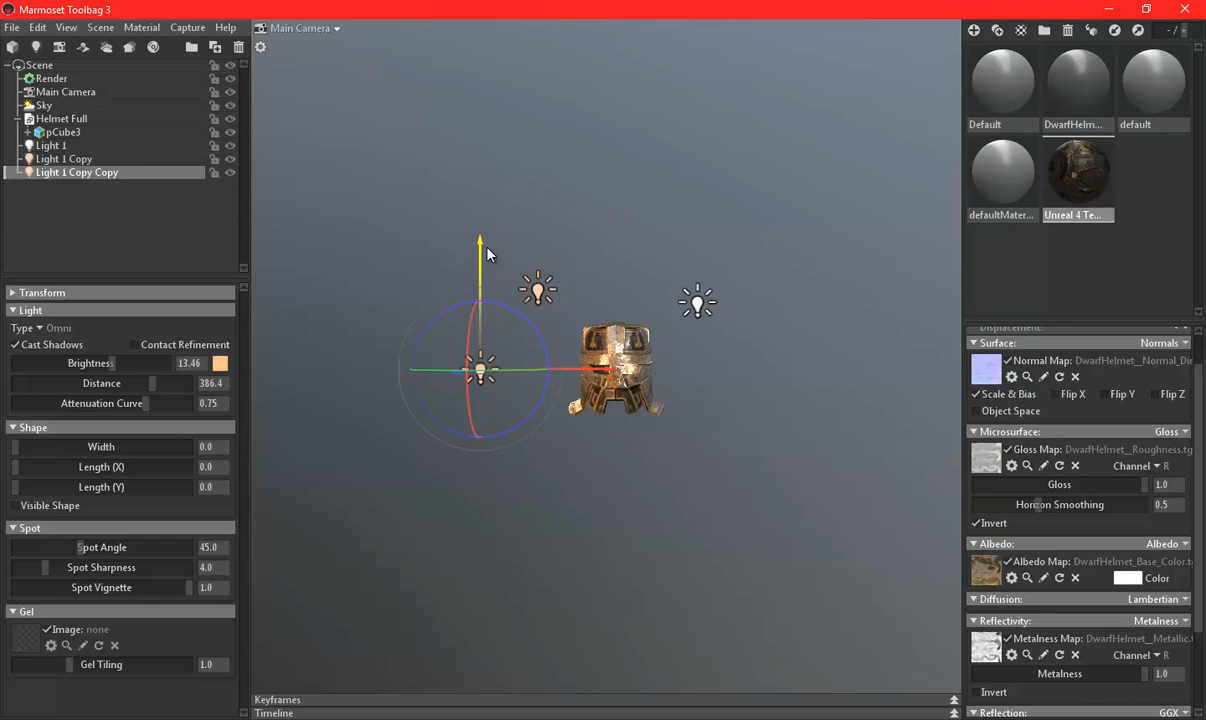 Marmoset Toolbag 3
File Edit View Scene Material Capture Help
Main Camera
- /
Scene
Render
Main Camera
Sky
Helmet Full
pCube3
Light 1
Light 1 Copy
Light 1 Copy Copy
Default
DwarfHelm...
default
defaultMater...
Unreal 4 Te...
Transform
Light
Type Omni
Cast Shadows Contact Refinement
Brightness 13.46
Distance 386.4
Attenuation Curve 0.75
Shape
Width 0.0
Length (X) 0.0
Length (Y) 0.0
Visible Shape
Spot
Spot Angle 45.0
Spot Sharpness 4.0
Spot Vignette 1.0
Gel
Image: none
Gel Tiling 1.0
Displacement:
Surface: Normals
Normal Map: DwarfHelmet__Normal_Dir
Scale & Bias Flip X Flip Y Flip Z
Object Space
Microsurface: Gloss
Gloss Map: DwarfHelmet__Roughness.tg
Channel R
Gloss 1.0
Horizon Smoothing 0.5
Invert
Albedo: Albedo
Albedo Map: DwarfHelmet_Base_Color.t
Color
Diffusion: Lambertian
Reflectivity: Metalness
Metalness Map: DwarfHelmet__Metallic.t
Channel R
Metalness 1.0
Invert
Reflection: GGX
Keyframes
Timeline